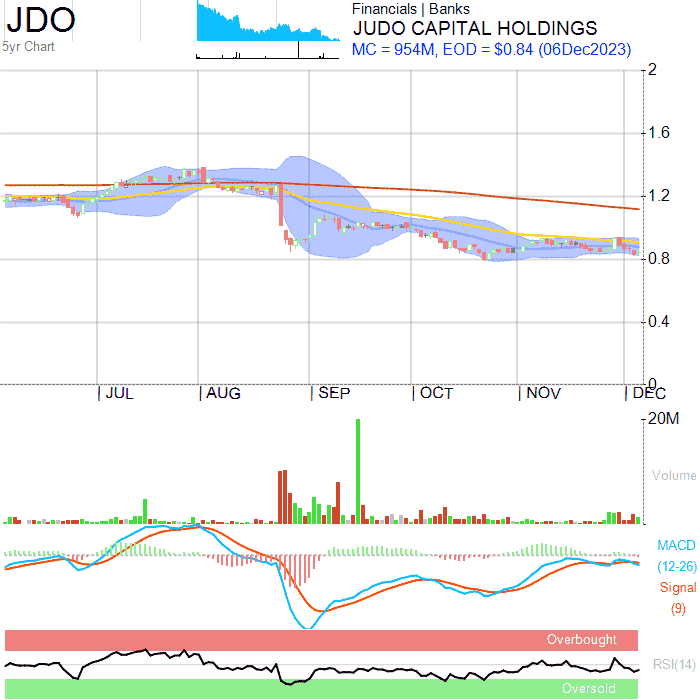 JDO
5yr Chart
Financials | Banks
JUDO CAPITAL HOLDINGS
MC = 954M, EOD = $0.84 (06Dec2023)
2
1.6
1.2
0.8
0.4
0
JUL AUG SEP OCT NOV DEC
20M
Volume
MACD
(12-26)
Signal
(9)
Overbought
RSI(14)
Oversold